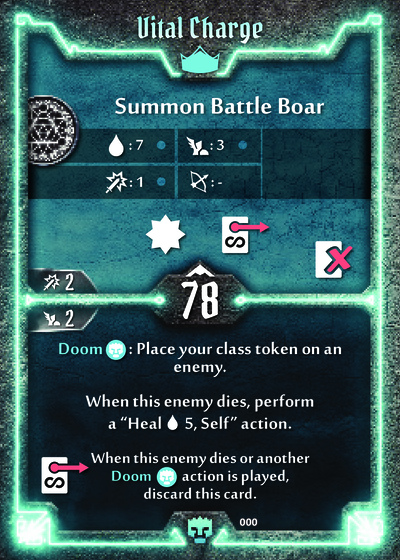 Vital Charge
Summon Battle Boar
: 7
: 3
: 1
: -
2
78
2
Doom : Place your class token on an
enemy.
When this enemy dies, perform
a “Heal 5, Self” action.
When this enemy dies or another
Doom action is played,
discard this card.
000